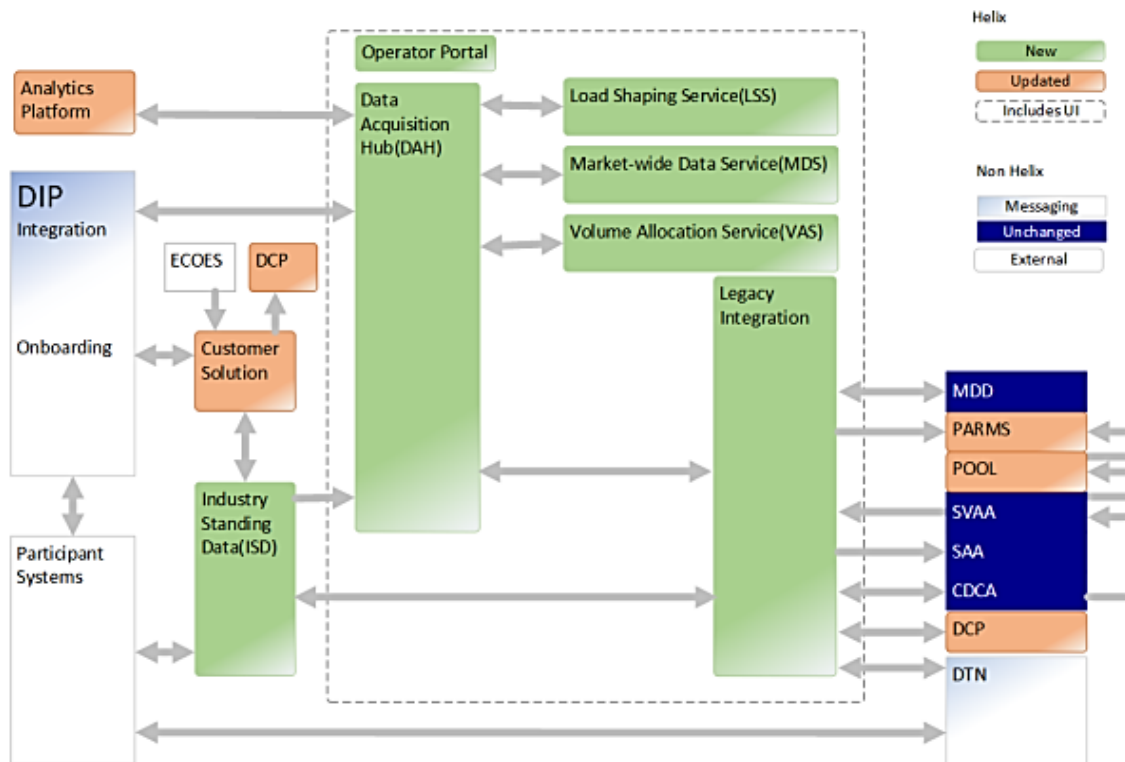 Helix
New
Updated
Includes UI
Non Helix
Messaging
Unchanged
External
Operator Portal
Analytics
Platform
Data
Acquisition
Hub(DAH)
Load Shaping Service(LSS)
Market-wide Data Service(MDS)
Volume Allocation Service(VAS)
DIP
Integration
Onboarding
ECOES
DCP
Customer
Solution
Legacy
Integration
Industry
Standing
Data(ISD)
Participant
Systems
MDD
PARMS
POOL
SVAA
SAA
CDCA
DCP
DTN